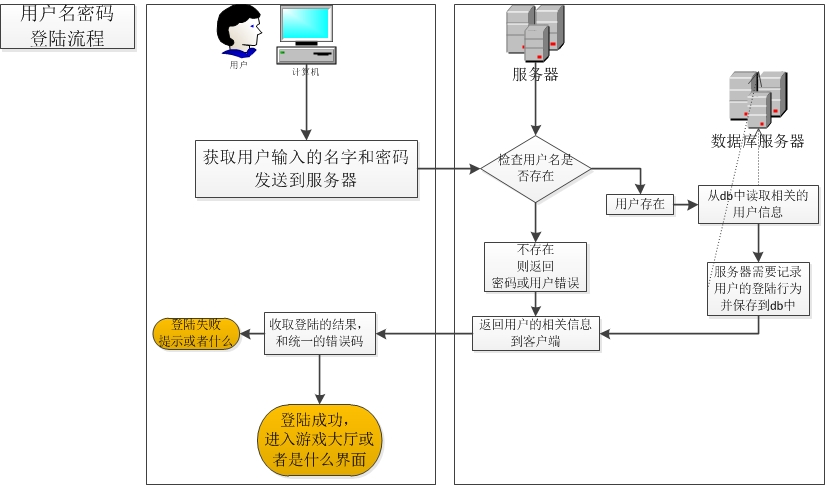 用户名密码
登陆流程
用户
计算机
服务器
数据库服务器
获取用户输入的名字和密码
发送到服务器
检查用户名是
否存在
用户存在
从db中读取相关的
用户信息
不存在
则返回
密码或用户错误
服务器需要记录
用户的登陆行为
并保存到db中
登陆失败
提示或者什么
收取登陆的结果,
和统一的错误码
返回用户的相关信息
到客户端
登陆成功,
进入游戏大厅或
者是什么界面